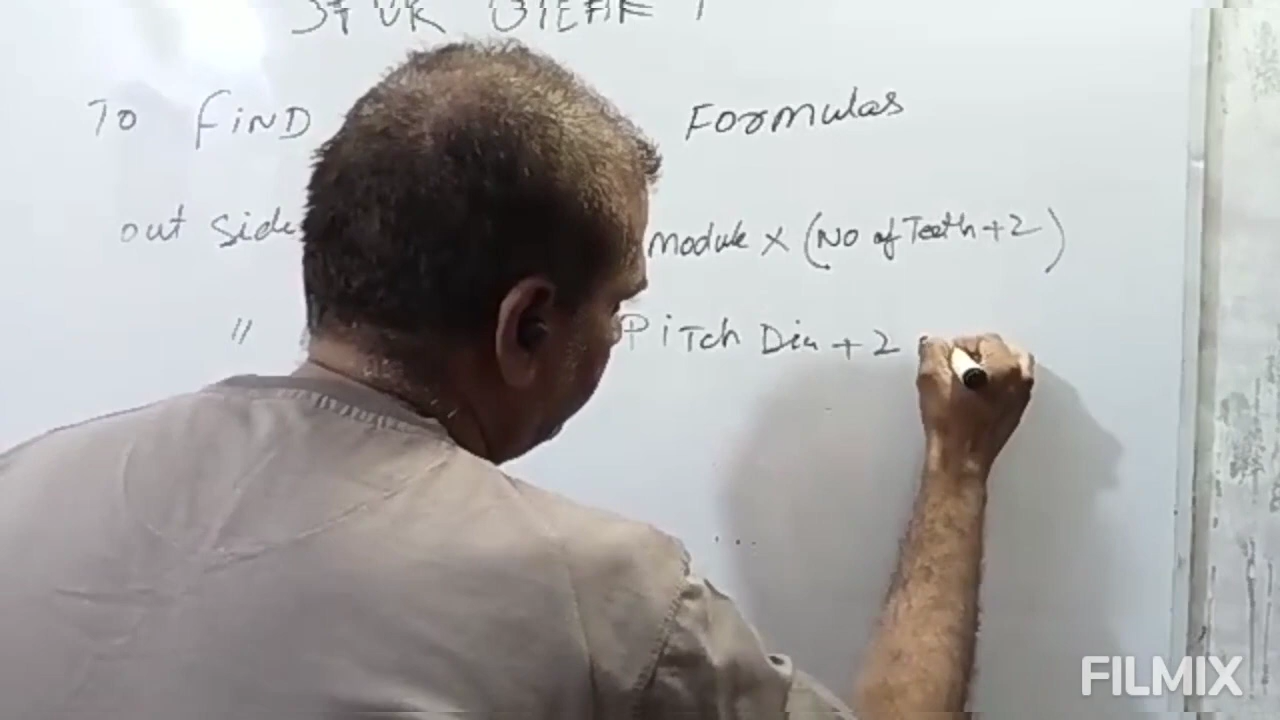 SPUR GEAR
TO FIND Formulas
out side module × (NO of Teeth + 2)
" PiTch Dia + 2
FILMIX